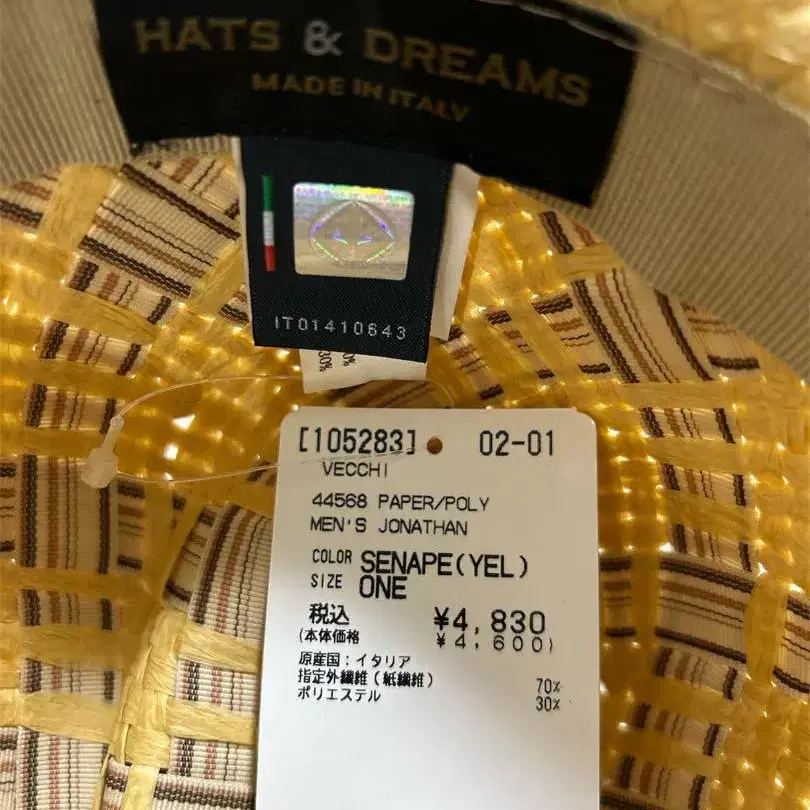 HATS & DREAMS
MADE IN ITALY
IT01410643
0%
30%
[105283] 02-01
VECCHI
44568 PAPER/POLY
MEN'S JONATHAN
COLOR SENAPE(YEL)
SIZE ONE
税込 ¥4,830
(本体価格 ¥4,600)
原産国:イタリア
指定外繊維(紙繊維) 70%
ポリエステル 30%